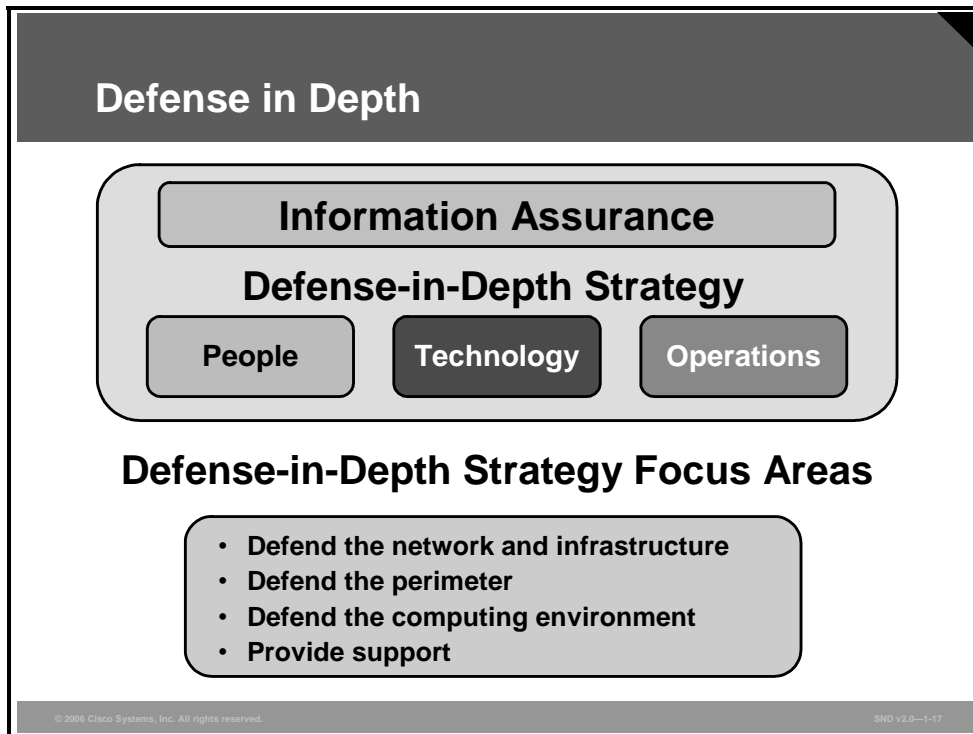 Defense in Depth
Information Assurance
Defense-in-Depth Strategy
People
Technology
Operations
Defense-in-Depth Strategy Focus Areas
• Defend the network and infrastructure
• Defend the perimeter
• Defend the computing environment
• Provide support
© 2006 Cisco Systems, Inc. All rights reserved.
SND v2.0—1-17